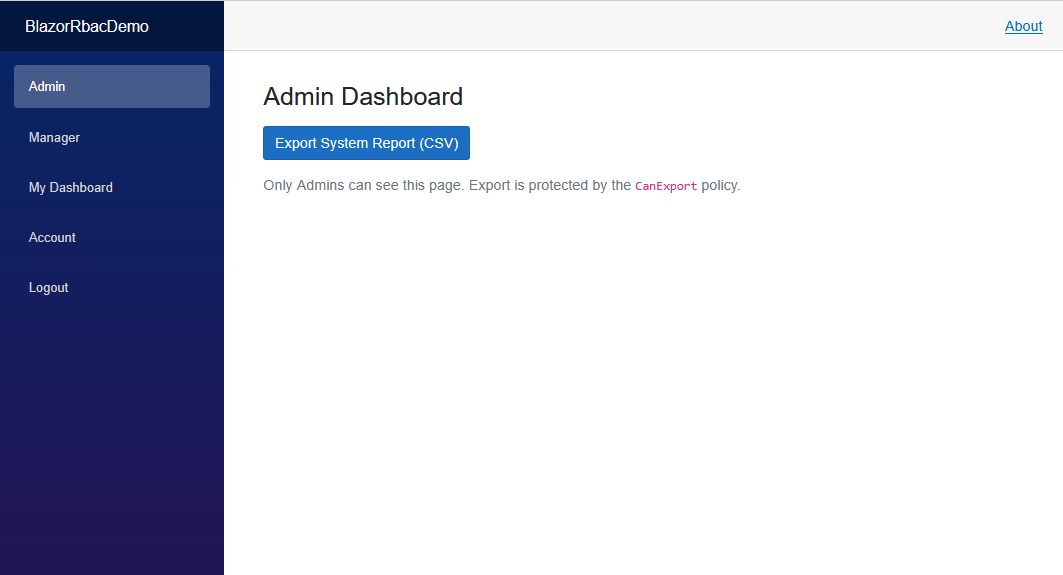 BlazorRbacDemo
About
Admin
Manager
My Dashboard
Account
Logout
Admin Dashboard
Export System Report (CSV)
Only Admins can see this page. Export is protected by the CanExport policy.